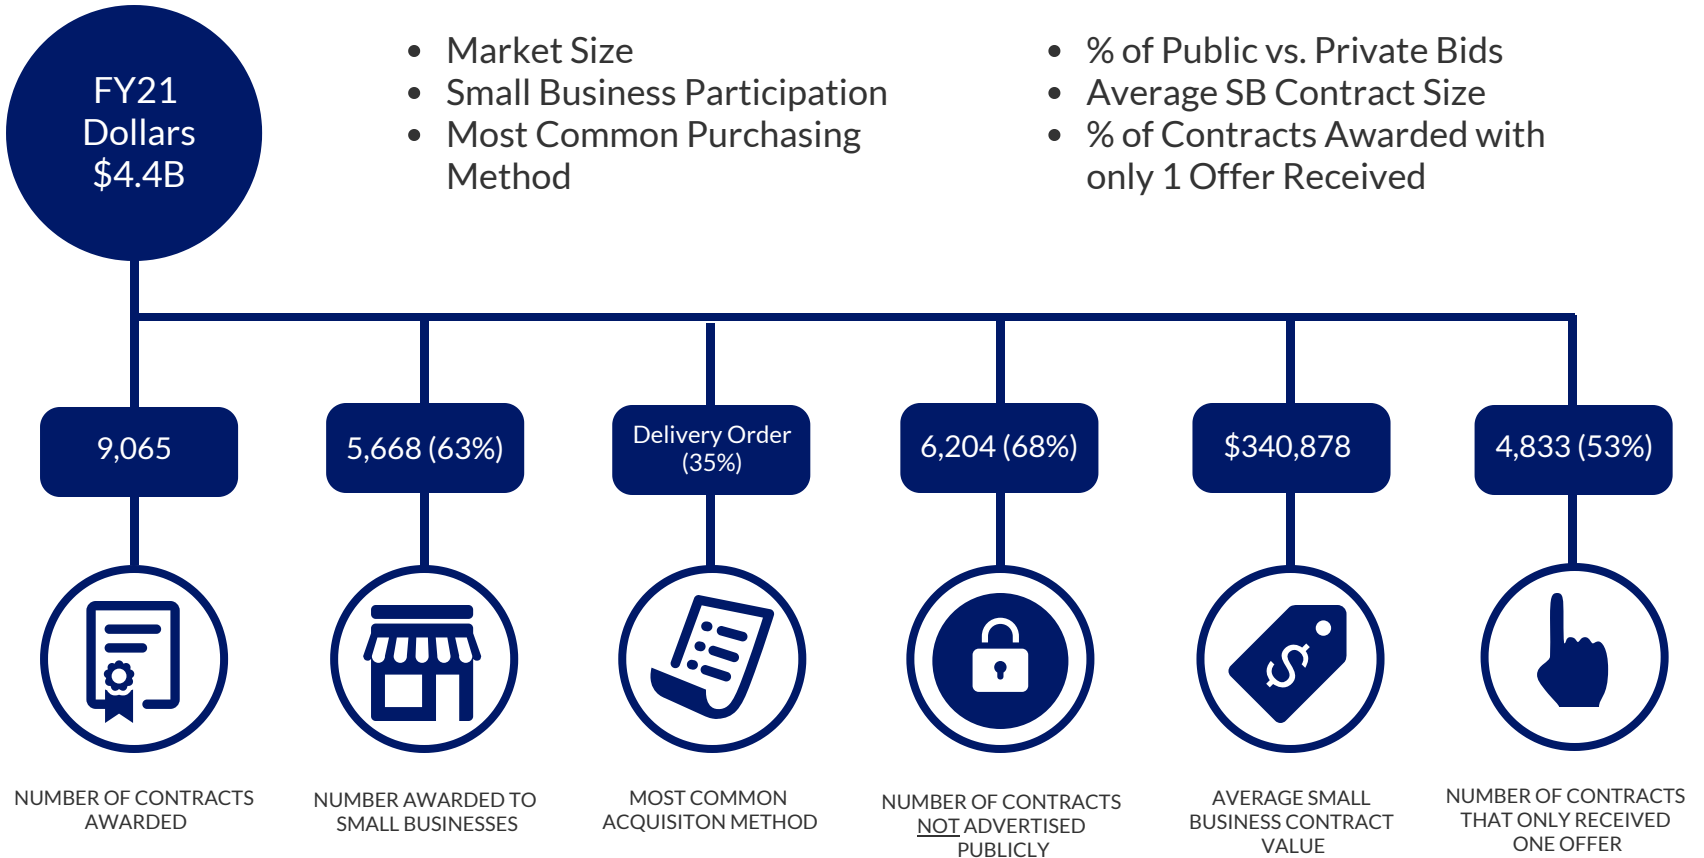 FY21
Dollars
$4.4B
• Market Size
• Small Business Participation
• Most Common Purchasing
Method
• % of Public vs. Private Bids
• Average SB Contract Size
• % of Contracts Awarded with
only 1 Offer Received
9,065
5,668 (63%)
Delivery Order
(35%)
6,204 (68%)
$340,878
4,833 (53%)
$
NUMBER OF CONTRACTS
AWARDED
NUMBER AWARDED TO
SMALL BUSINESSES
MOST COMMON
ACQUISITON METHOD
NUMBER OF CONTRACTS
NOT ADVERTISED
PUBLICLY
AVERAGE SMALL
BUSINESS CONTRACT
VALUE
NUMBER OF CONTRACTS
THAT ONLY RECEIVED
ONE OFFER